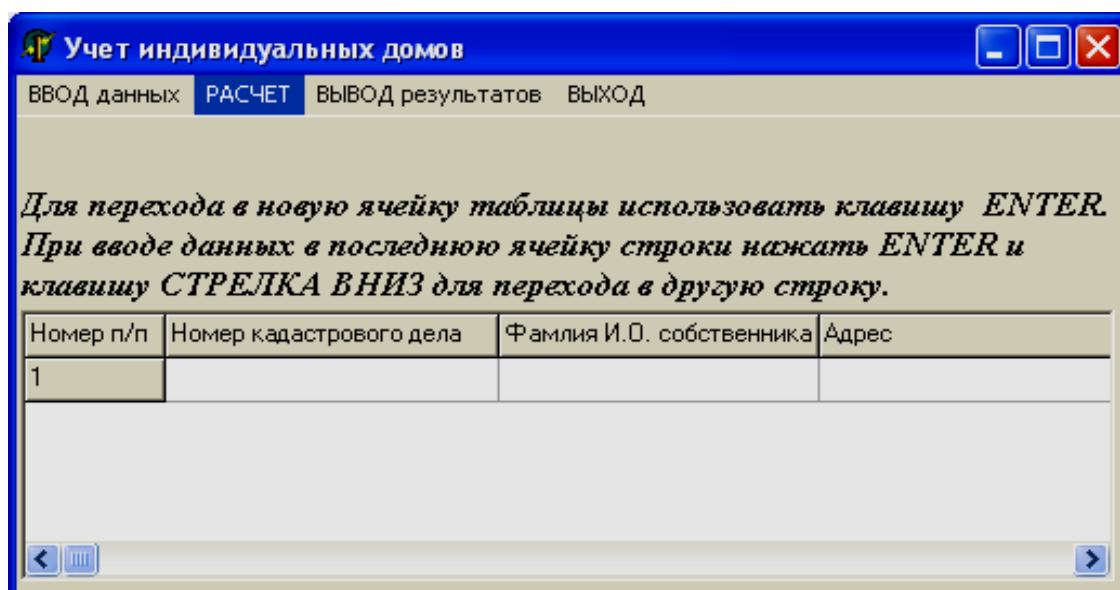 Учет индивидуальных домов
ВВОД данных РАСЧЕТ ВЫВОД результатов ВЫХОД
Для перехода в новую ячейку таблицы использовать клавишу ENTER.
При вводе данных в последнюю ячейку строки нажать ENTER и
клавишу СТРЕЛКА ВНИЗ для перехода в другую строку.
Номер п/п Номер кадастрового дела Фамлия И.О. собственника Адрес
1